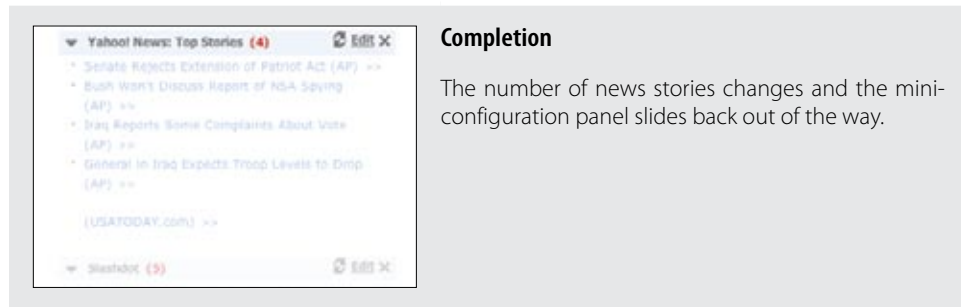 Yahoo! News: Top Stories (4) Edit
Senate Rejects Extension of Patriot Act (AP) >>
Bush Won's Discuss Report of NSA Spying
(AP) >>
Iraq Reports Some Complaints About Vote
(AP) >>
General in Iraq Expects Troop Levels to Drop
(AP) >>
(USATODAY.com) >>
Slashdot (5) Edit
Completion
The number of news stories changes and the mini-
configuration panel slides back out of the way.